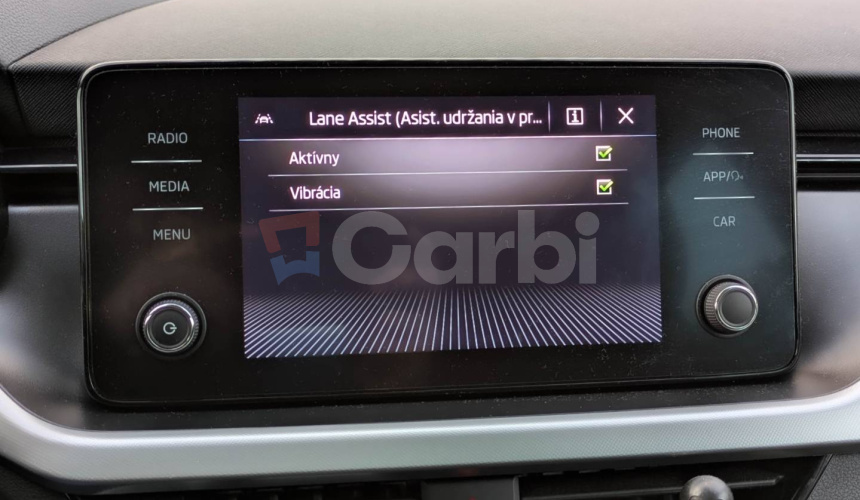 Lane Assist (Asist. udržania v pr...
Aktívny
Vibrácia
RADIO
MEDIA
MENU
PHONE
APP/
CAR
Carbi